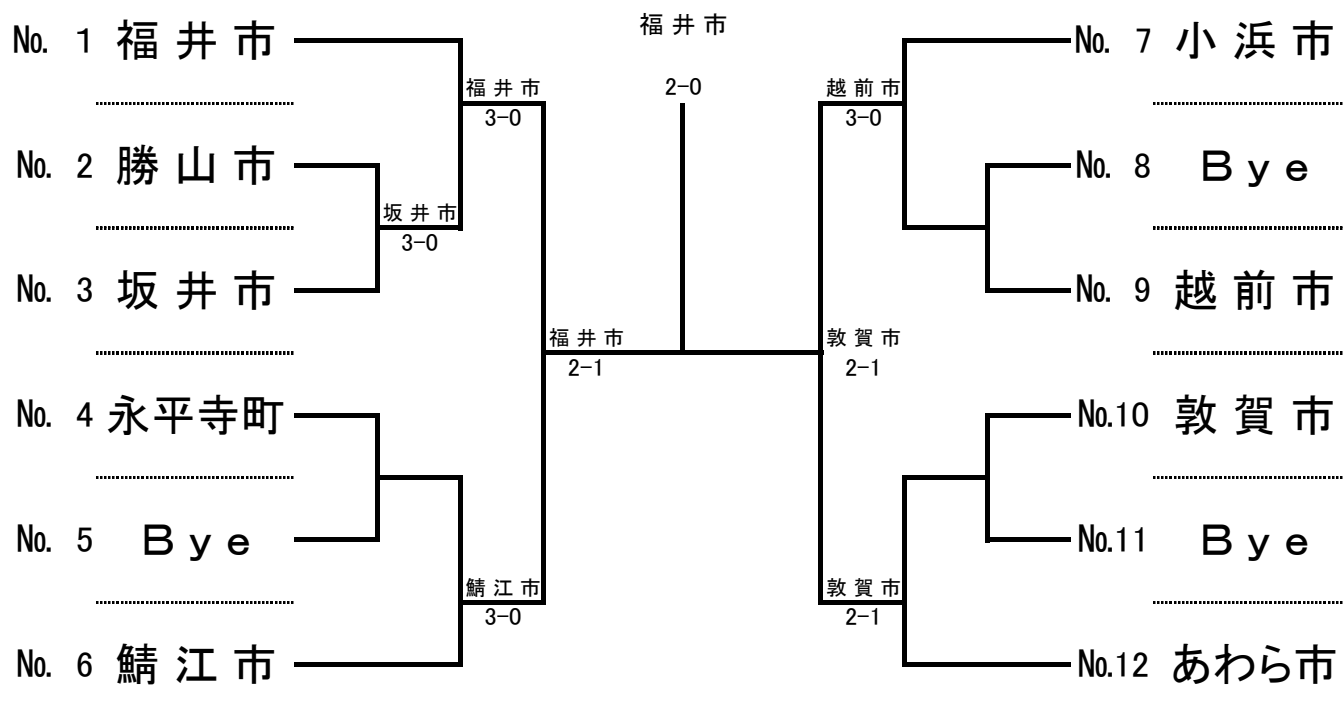 No. 1 福井市
No. 2 勝山市
No. 3 坂井市
No. 4 永平寺町
No. 5 Bye
No. 6 鯖江市
坂井市
3-0
福井市
3-0
鯖江市
3-0
福井市
2-1
福井市
2-0
敦賀市
2-1
越前市
3-0
敦賀市
2-1
No. 7 小浜市
No. 8 Bye
No. 9 越前市
No.10 敦賀市
No.11 Bye
No.12 あわら市